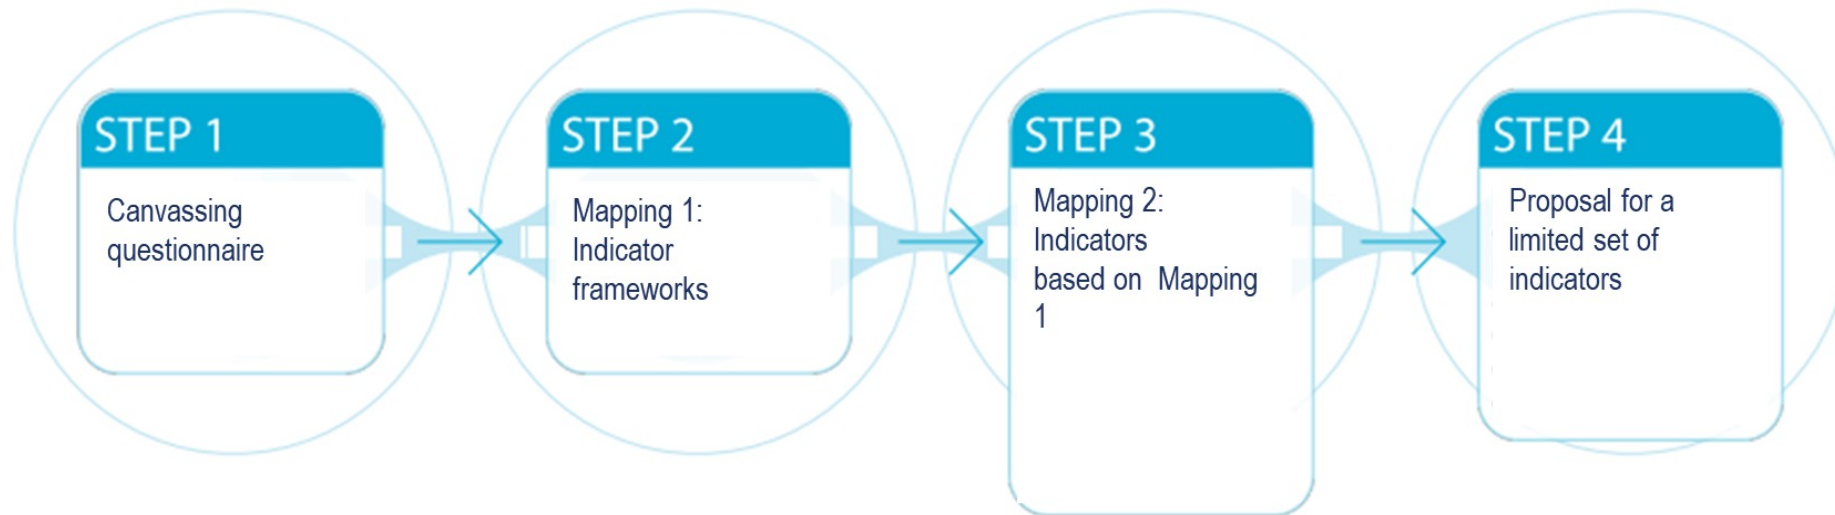 STEP 1
Canvassing
questionnaire
STEP 2
Mapping 1:
Indicator
frameworks
STEP 3
Mapping 2:
Indicators
based on  Mapping
1
STEP 4
Proposal for a
limited set of
indicators